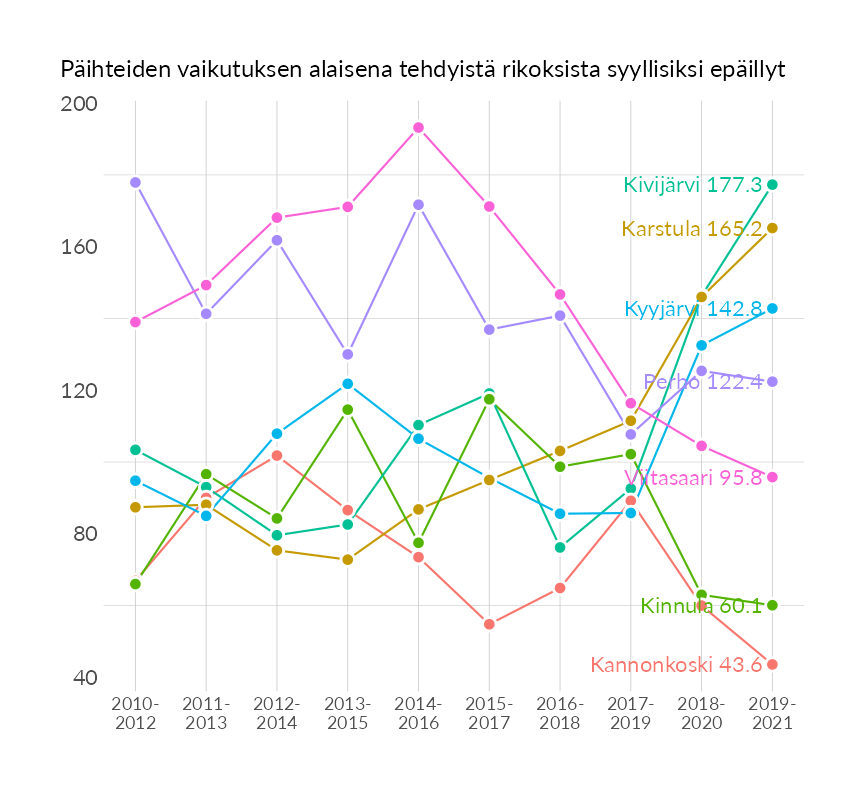 Päihteiden vaikutuksen alaisena tehdyistä rikoksista syyllisiksi epäillyt
200
160
120
80
40
Kivijärvi 177.3
Karstula 165.2
Kyyjärvi 142.8
Perho 122.4
Viitasaari 95.8
Kinnula 60.1
Kannonkoski 43.6
2010- 2011- 2012- 2013- 2014- 2015- 2016- 2017- 2018- 2019-
2012 2013 2014 2015 2016 2017 2018 2019 2020 2021